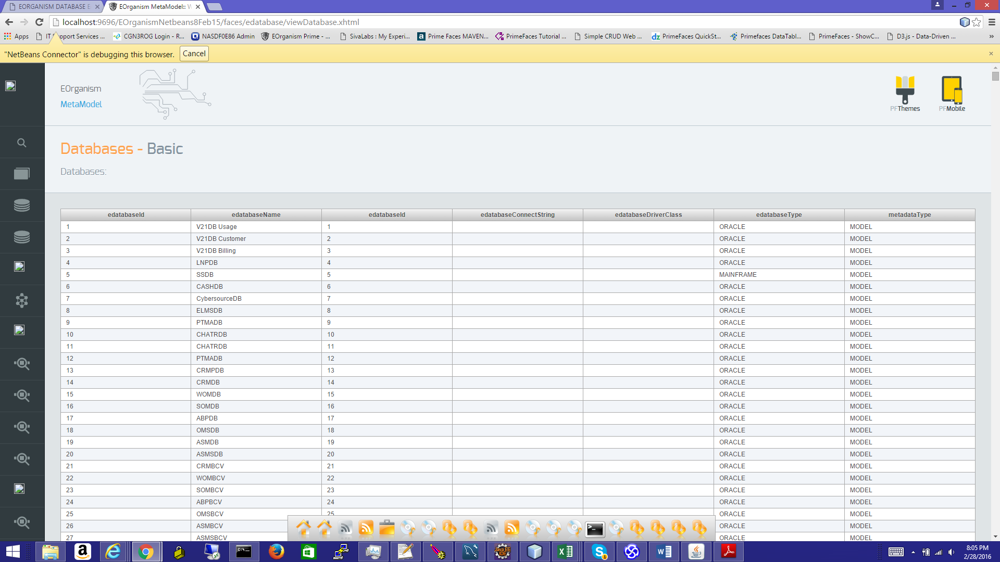 EORGANISM DATABASE E
EOrganism MetaModel:: W
localhost:9696/EOrganismNetbeans8Feb15/faces/edatabase/viewDatabase.xhtml
Apps IT Support Services ... CGN3ROG Login - R... NASDF0E86 Admin EOrganism Prime - ... SivaLabs : My Experi... Prime Faces MAVEN... PrimeFaces Tutorial ... Simple CRUD Web ... PrimeFaces QuickSt... Primefaces DataTabl... PrimeFaces - ShowC... D3.js - Data-Driven ... »
"NetBeans Connector" is debugging this browser. Cancel
EOrganism
MetaModel
PFThemes PFMobile
Databases - Basic
Databases:
edatabaseId edatabaseName edatabaseId edatabaseConnectString edatabaseDriverClass edatabaseType metadataType
1 V21DB Usage 1 ORACLE MODEL
2 V21DB Customer 2 ORACLE MODEL
3 V21DB Billing 3 ORACLE MODEL
4 LNPDB 4 ORACLE MODEL
5 SSDB 5 MAINFRAME MODEL
6 CASHDB 6 ORACLE MODEL
7 CybersourceDB 7 ORACLE MODEL
8 ELMSDB 8 ORACLE MODEL
9 PTMADB 9 ORACLE MODEL
10 CHATRDB 10 ORACLE MODEL
11 CHATRDB 11 ORACLE MODEL
12 PTMADB 12 ORACLE MODEL
13 CRMPDB 13 ORACLE MODEL
14 CRMDB 14 ORACLE MODEL
15 WOMDB 15 ORACLE MODEL
16 SOMDB 16 ORACLE MODEL
17 ABPDB 17 ORACLE MODEL
18 OMSDB 18 ORACLE MODEL
19 ASMDB 19 ORACLE MODEL
20 ASMSDB 20 ORACLE MODEL
21 CRMBCV 21 ORACLE MODEL
22 WOMBCV 22 ORACLE MODEL
23 SOMBCV 23 ORACLE MODEL
24 ABPBCV 24 ORACLE MODEL
25 OMSBCV 25 ORACLE MODEL
26 ASMBCV ORACLE MODEL
27 ASMSBCV ORACLE MODEL
8:05 PM
2/28/2016